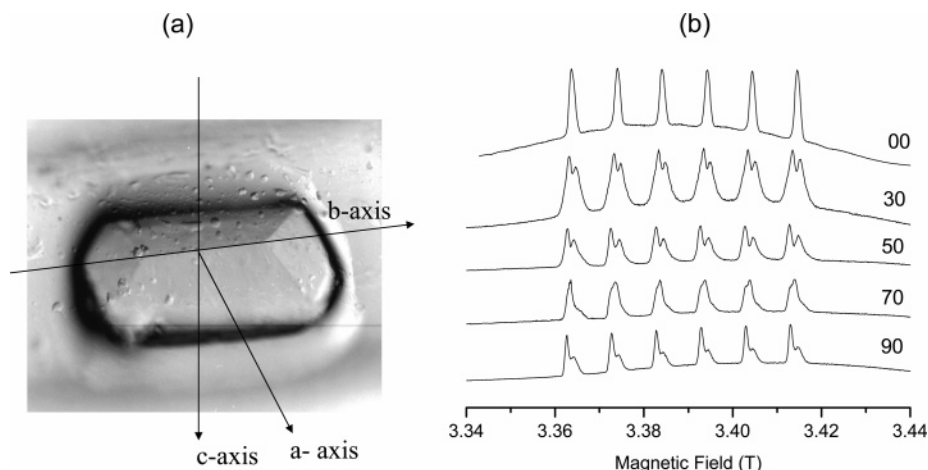 (a)
(b)
b-axis
c-axis
a- axis
00
30
50
70
90
3.34 3.36 3.38 3.40 3.42 3.44
Magnetic Field (T)